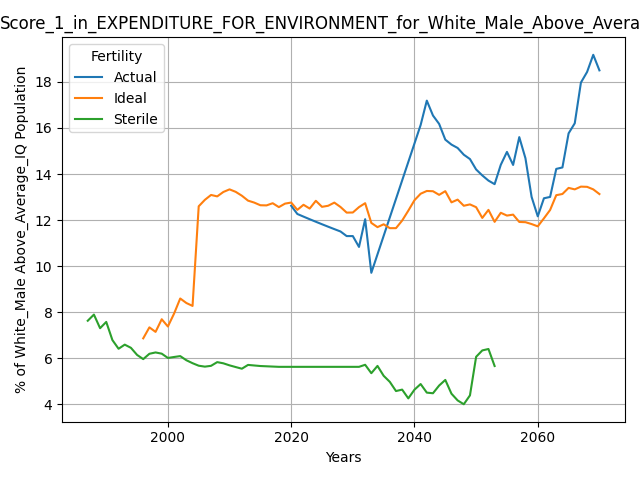 Score_1_in_EXPENDITURE_FOR_ENVIRONMENT_for_White_Male_Above_Avera
% of White_Male Above_Average_IQ Population
18
16
14
12
10
8
6
4
Fertility
Actual
Ideal
Sterile
2000 2020 2040 2060
Years